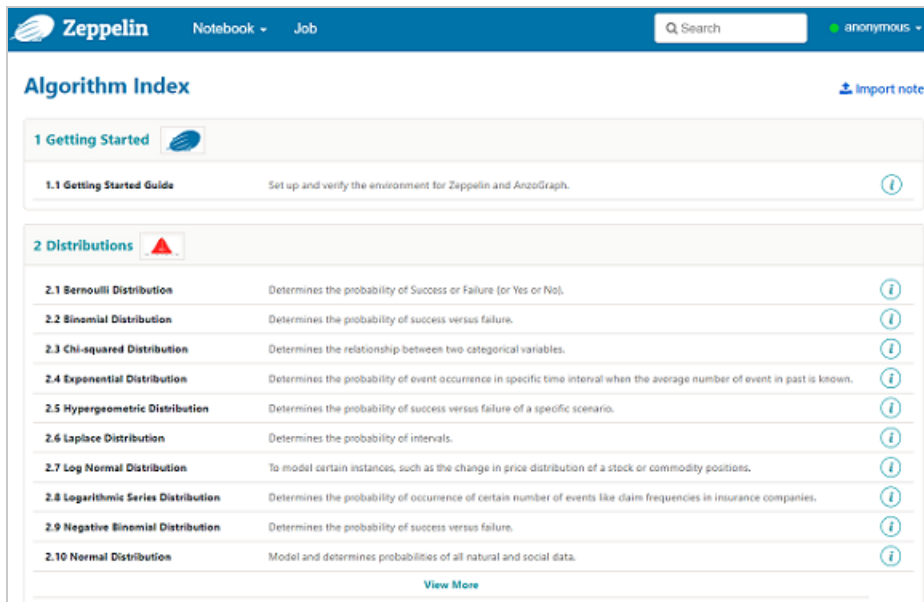 Zeppelin Notebook Job Search anonymous
Algorithm Index Import note
1 Getting Started
1.1 Getting Started Guide Set up and verify the environment for Zeppelin and AnzoGraph.
2 Distributions
2.1 Bernoulli Distribution Determines the probability of Success or Failure (or Yes or No).
2.2 Binomial Distribution Determines the probability of success versus failure.
2.3 Chi-squared Distribution Determines the relationship between two categorical variables.
2.4 Exponential Distribution Determines the probability of event occurrence in specific time interval when the average number of event in past is known.
2.5 Hypergeometric Distribution Determines the probability of success versus failure of a specific scenario.
2.6 Laplace Distribution Determines the probability of intervals.
2.7 Log Normal Distribution To model certain instances, such as the change in price distribution of a stock or commodity positions.
2.8 Logarithmic Series Distribution Determines the probability of occurrence of certain number of events like claim frequencies in insurance companies.
2.9 Negative Binomial Distribution Determines the probability of success versus failure.
2.10 Normal Distribution Model and determines probabilities of all natural and social data.
View More